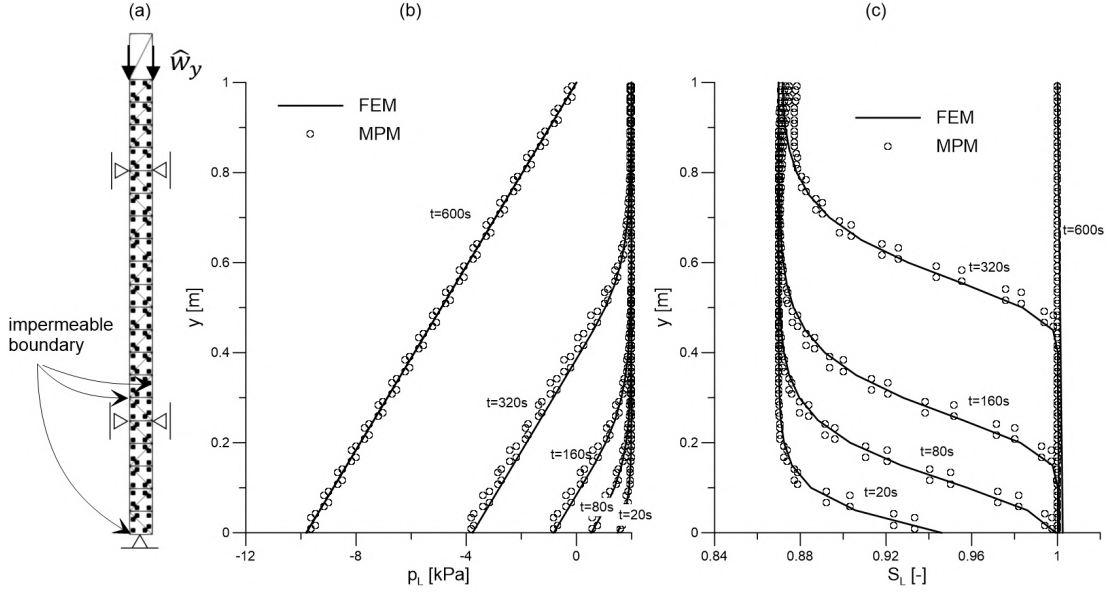 (a)
ŵy
impermeable
boundary
(b)
FEM
MPM
1
0.8
0.6
0.4
0.2
0
y [m]
t=600s
t=320s
t=160s
t=80s
t=20s
-12
-8
-4
0
pL [kPa]
(c)
FEM
MPM
1
0.8
0.6
0.4
0.2
0
y [m]
t=600s
t=320s
t=160s
t=80s
t=20s
0.84
0.88
0.92
0.96
1
SL [-]